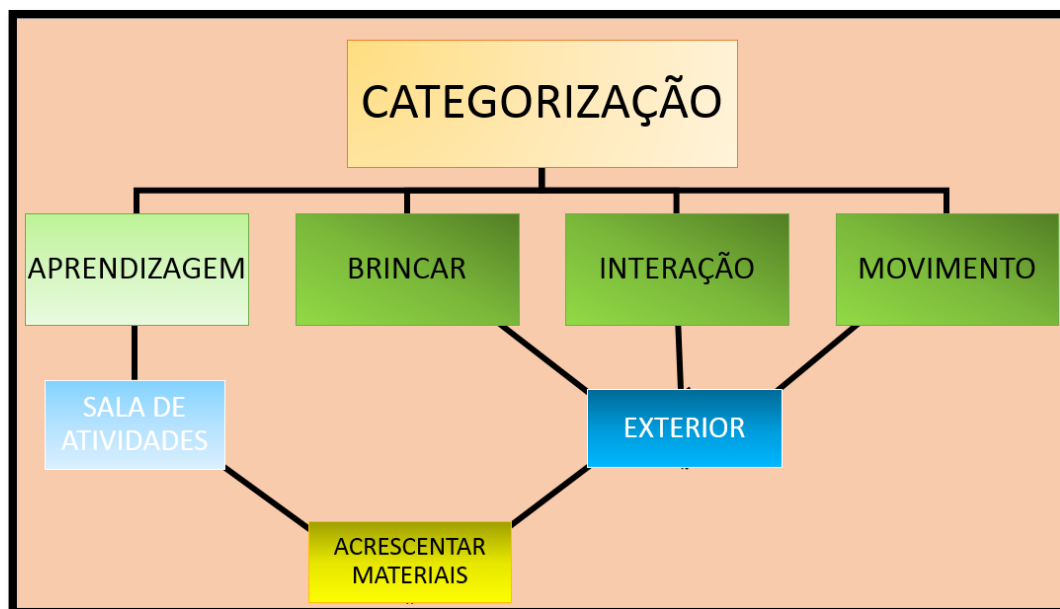 CATEGORIZAÇÃO
APRENDIZAGEM
BRINCAR
INTERAÇÃO
MOVIMENTO
SALA DE
ATIVIDADES
EXTERIOR
ACRESCENTAR
MATERIAIS